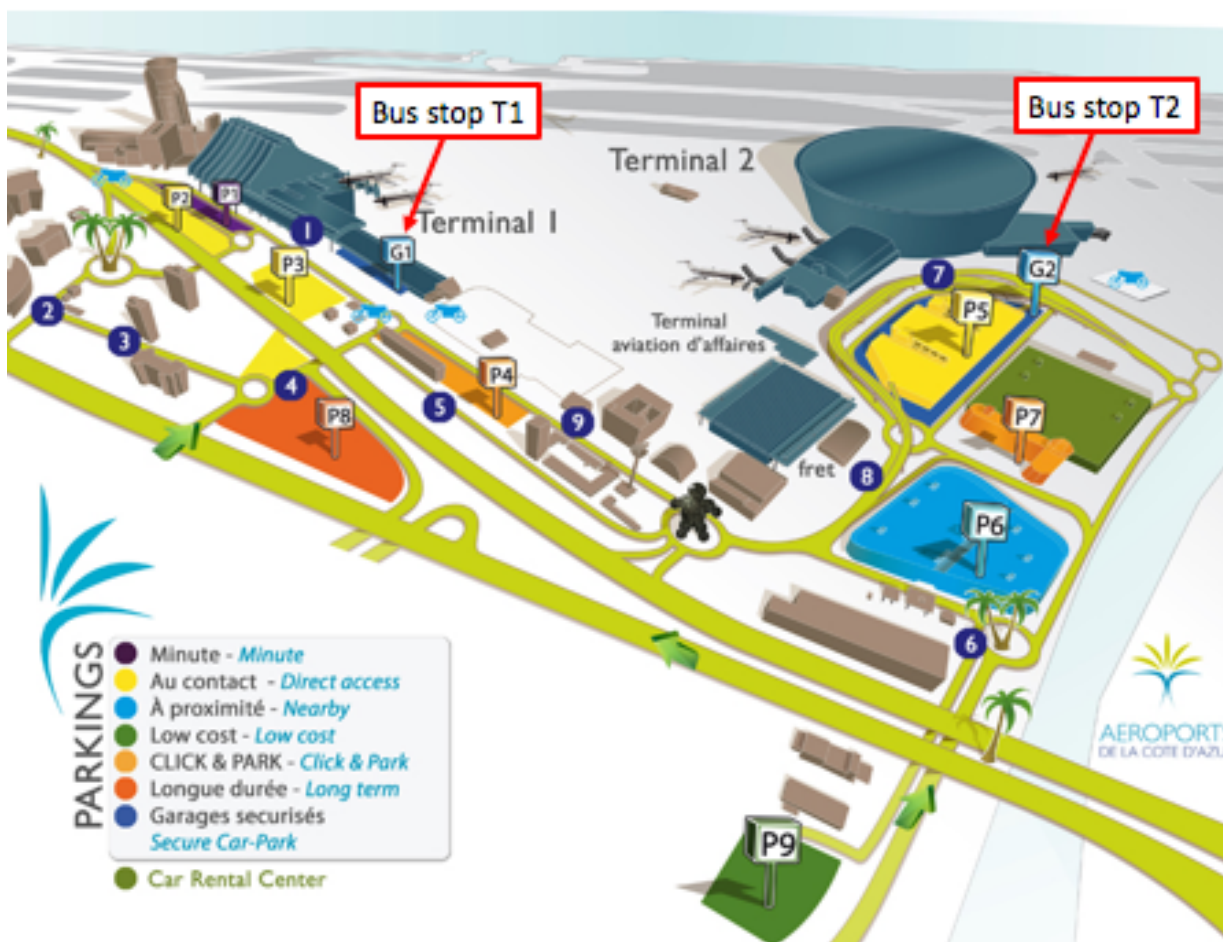 Bus stop T1
Bus stop T2
Terminal 2
P2
P1
Terminal 1
1
G1
P3
7
G2
P5
2
3
Terminal
aviation d'affaires
4
5
P4
9
P8
P7
fret
8
P6
6
PARKINGS
Minute - Minute
Au contact - Direct access
À proximité - Nearby
Low cost - Low cost
CLICK & PARK - Click & Park
Longue durée - Long term
Garages securisés
Secure Car-Park
Car Rental Center
AEROPORTS
DE LA COTE D'AZU
P9